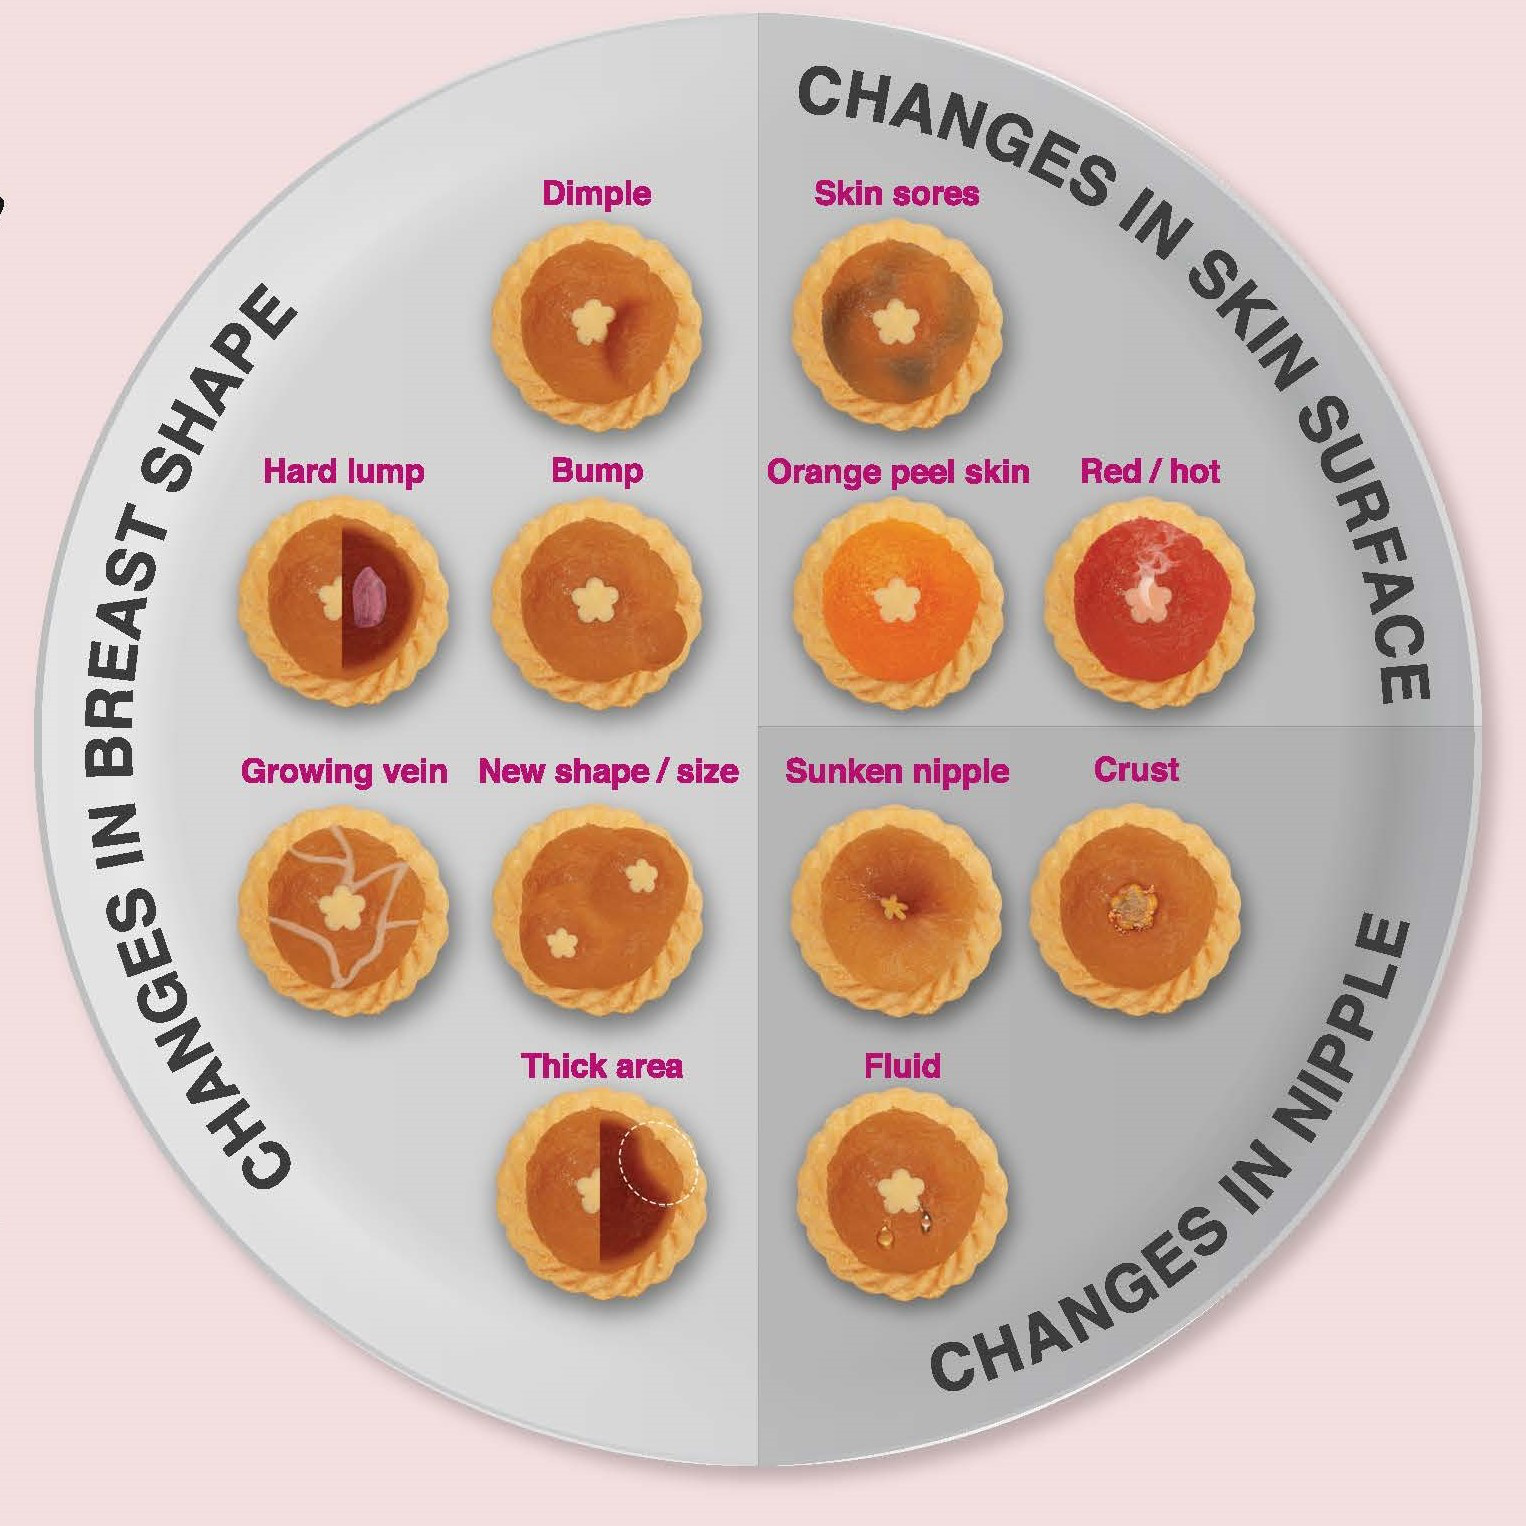 CHANGES IN BREAST SHAPE
Dimple
Hard lump
Bump
Growing vein
New shape / size
Thick area
CHANGES IN SKIN SURFACE
Skin sores
Orange peel skin
Red / hot
CHANGES IN NIPPLE
Sunken nipple
Crust
Fluid